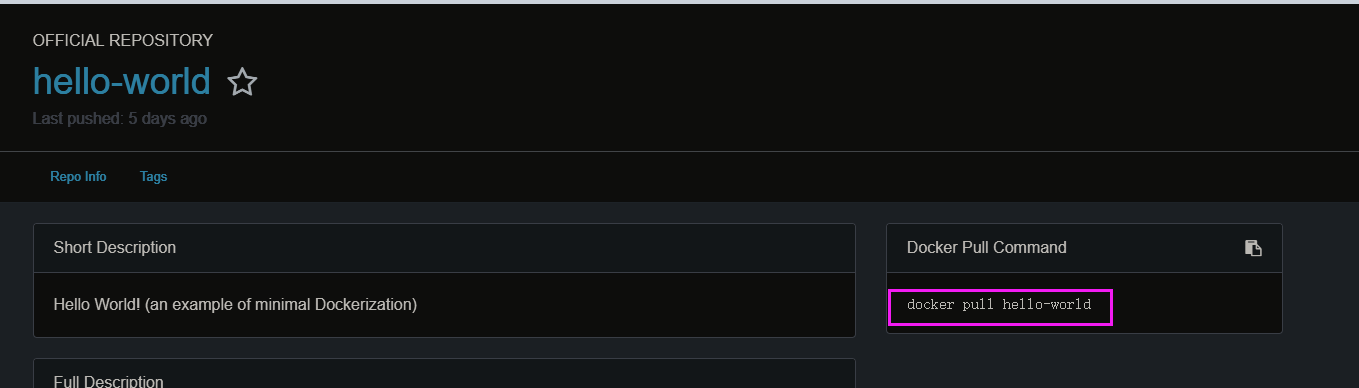 OFFICIAL REPOSITORY
hello-world
Last pushed: 5 days ago
Repo Info Tags
Short Description
Docker Pull Command
Hello World! (an example of minimal Dockerization)
docker pull hello-world
Full Description